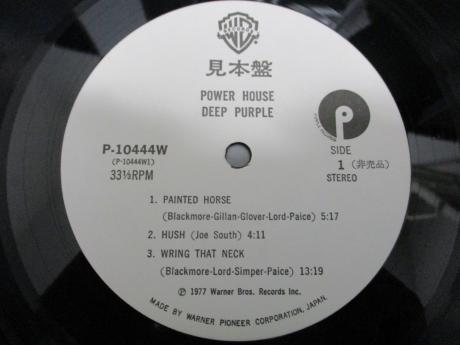 見本盤
POWER HOUSE
DEEP PURPLE
P-10444W
(P-10444W1)
33⅓RPM
P
SIDE
1 (非売品)
STEREO
1. PAINTED HORSE
(Blackmore-Gillan-Glover-Lord-Paice) 5:17
2. HUSH (Joe South) 4:11
3. WRING THAT NECK
(Blackmore-Lord-Simper-Paice) 13:19
℗ 1977 Warner Bros. Records Inc.
MADE BY WARNER PIONEER CORPORATION, JAPAN.